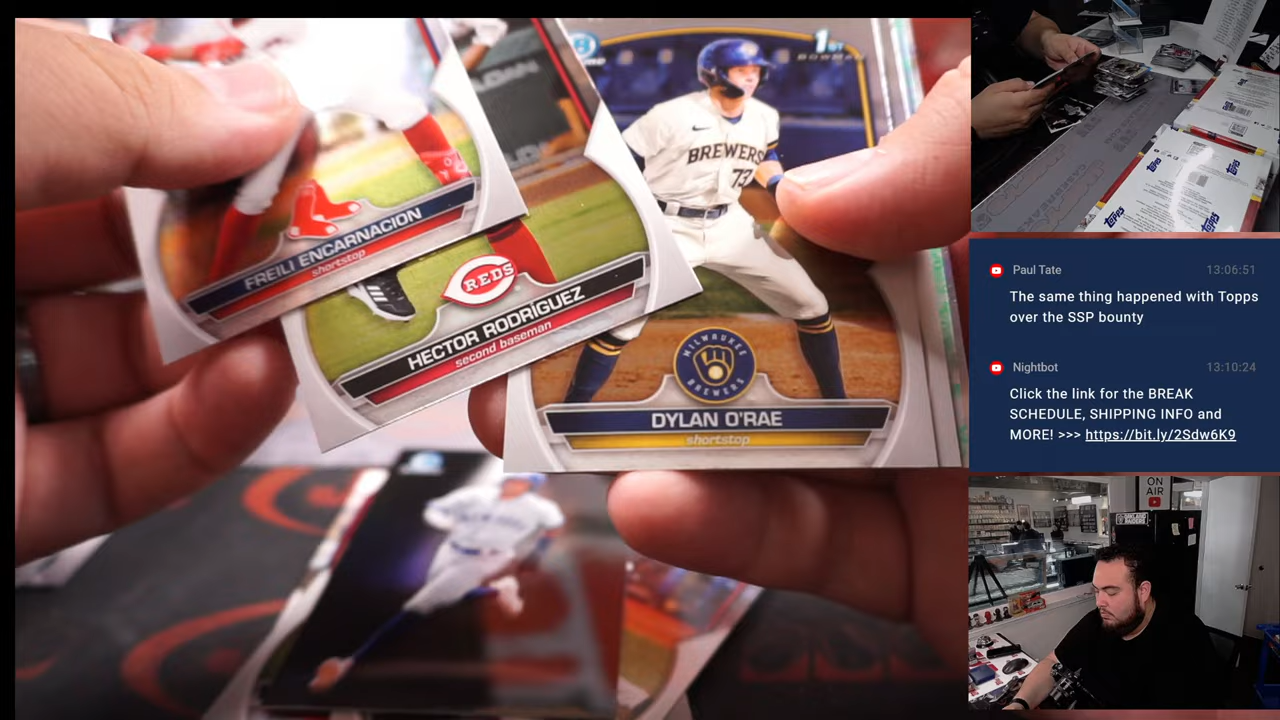 1ST
BOWMAN
BREWERS
73
FREILI ENCARNACION
shortstop
REDS
HECTOR RODRÍGUEZ
second baseman
MILWAUKEE
BREWERS
DYLAN O'RAE
shortstop
TOPPS
TOPPS
TOPPS
Paul Tate 13:06:51
The same thing happened with Topps
over the SSP bounty
Nightbot 13:10:24
Click the link for the BREAK
SCHEDULE, SHIPPING INFO and
MORE! >>> https://bit.ly/2Sdw6K9
ON
AIR